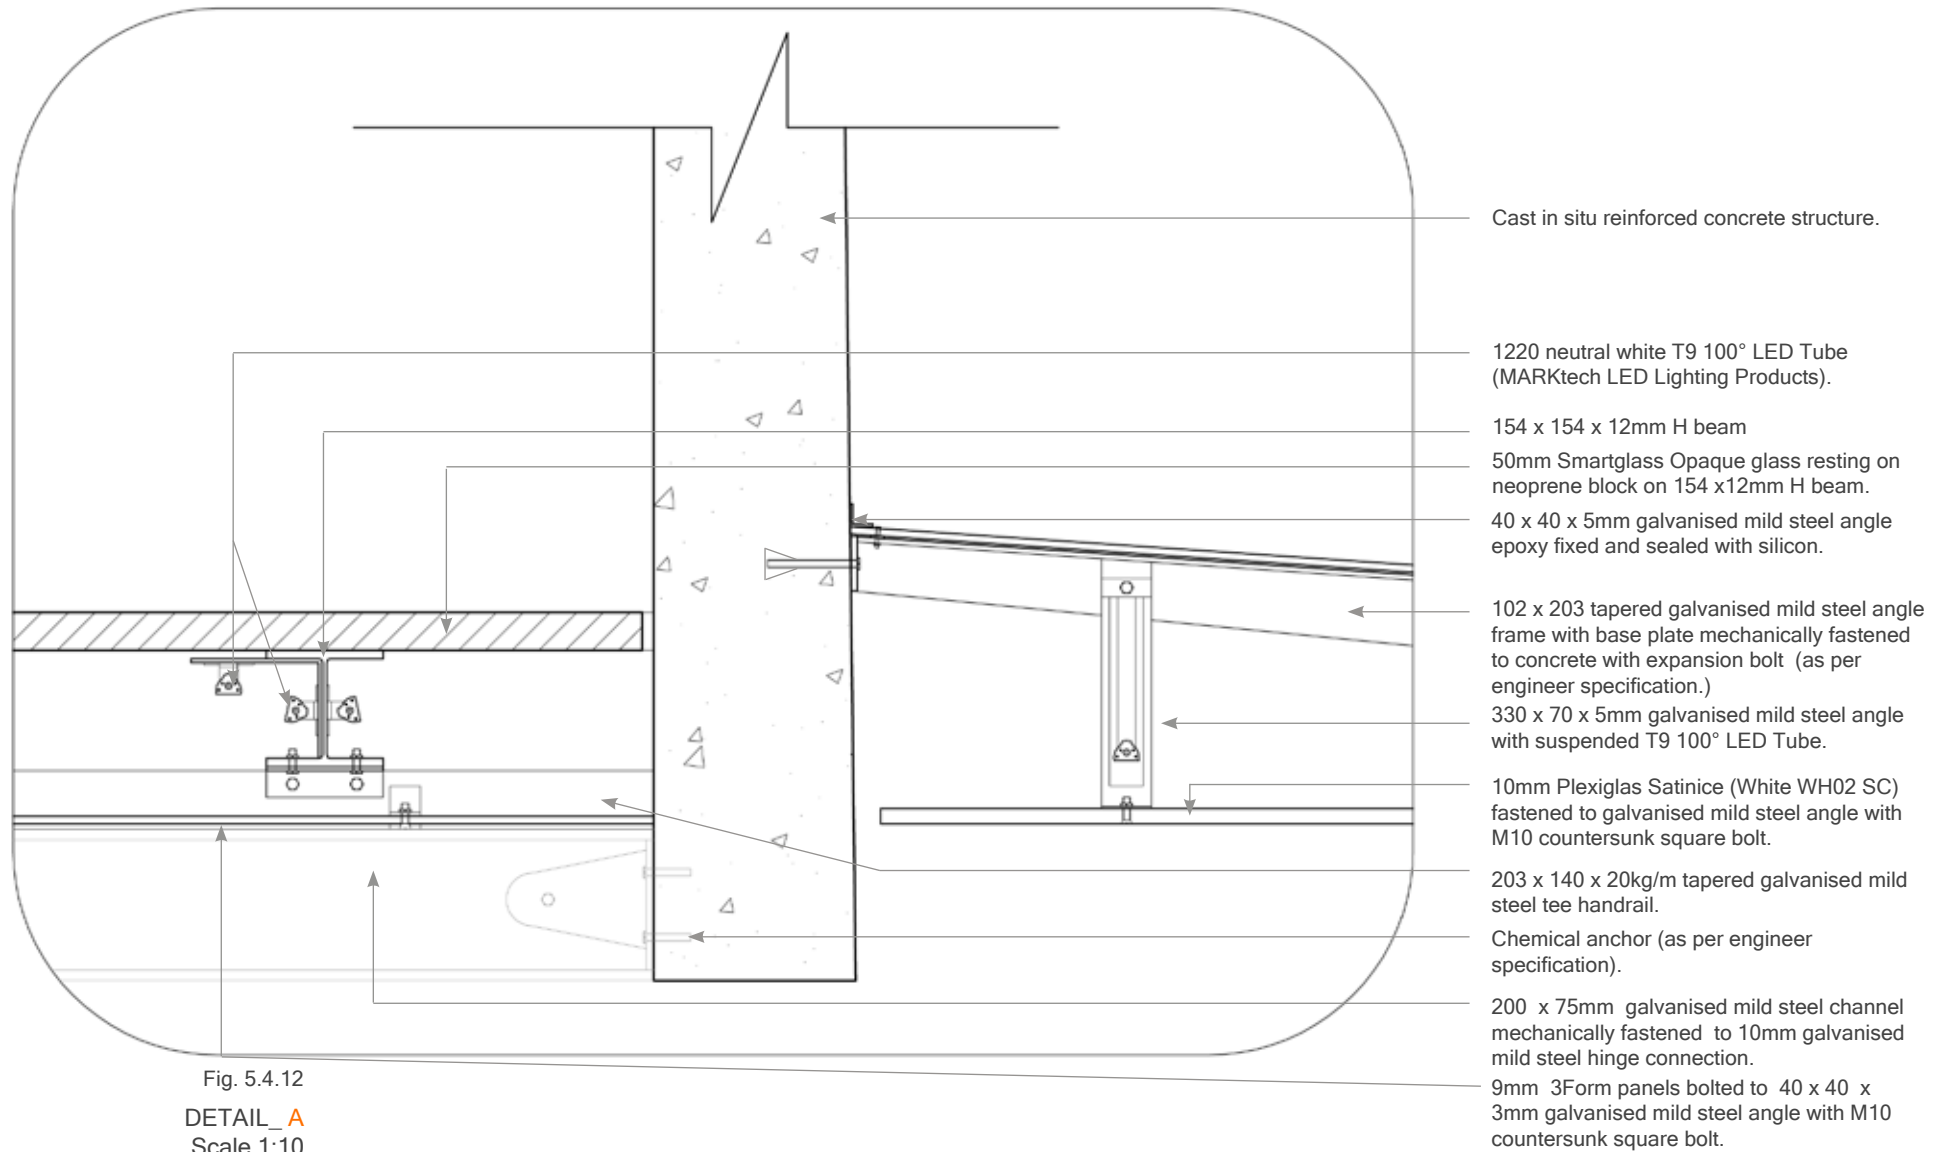 Cast in situ reinforced concrete structure.
1220 neutral white T9 100° LED Tube
(MARKtech LED Lighting Products).
154 x 154 x 12mm H beam
50mm Smartglass Opaque glass resting on
neoprene block on 154 x12mm H beam.
40 x 40 x 5mm galvanised mild steel angle
epoxy fixed and sealed with silicon.
102 x 203 tapered galvanised mild steel angle
frame with base plate mechanically fastened
to concrete with expansion bolt  (as per
engineer specification.)
330 x 70 x 5mm galvanised mild steel angle
with suspended T9 100° LED Tube.
10mm Plexiglas Satinice (White WH02 SC)
fastened to galvanised mild steel angle with
M10 countersunk square bolt.
203 x 140 x 20kg/m tapered galvanised mild
steel tee handrail.
Chemical anchor (as per engineer
specification).
200  x 75mm  galvanised mild steel channel
mechanically fastened  to 10mm galvanised
mild steel hinge connection.
9mm  3Form panels bolted to  40 x 40  x
3mm galvanised mild steel angle with M10
countersunk square bolt.
Fig. 5.4.12
DETAIL_ A
Scale 1:10